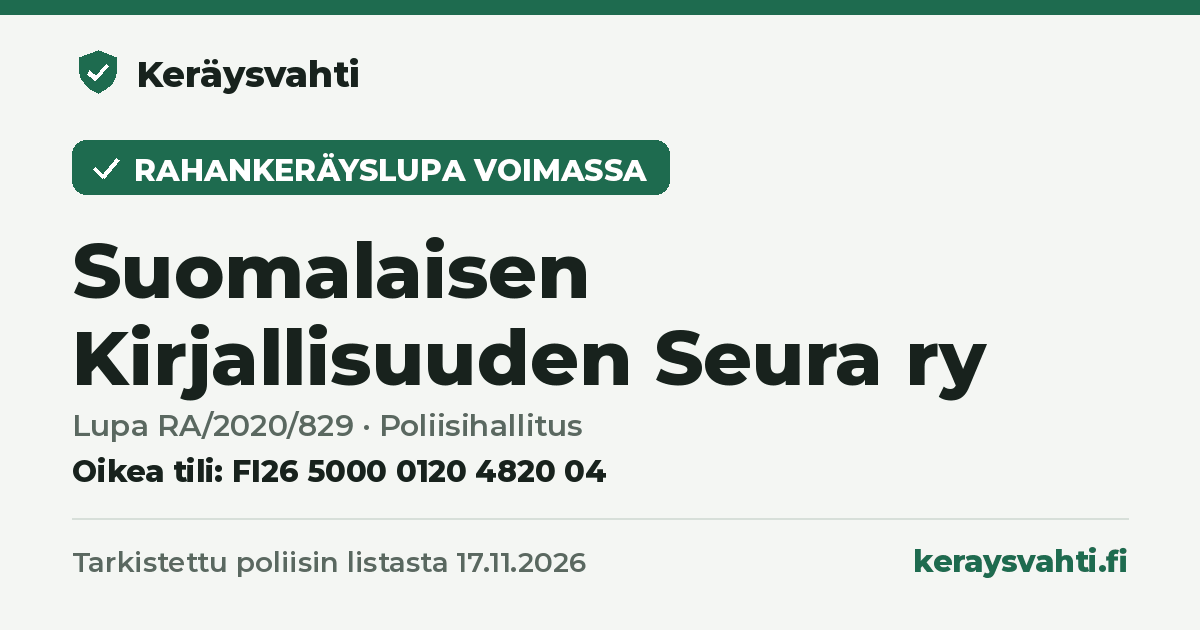 Keräysvahti
RAHANKERÄYSLUPA VOIMASSA
Suomalaisen
Kirjallisuuden Seura ry
Lupa RA/2020/829 · Poliisihallitus
Oikea tili: FI26 5000 0120 4820 04
Tarkistettu poliisin listasta 17.11.2026
keraysvahti.fi